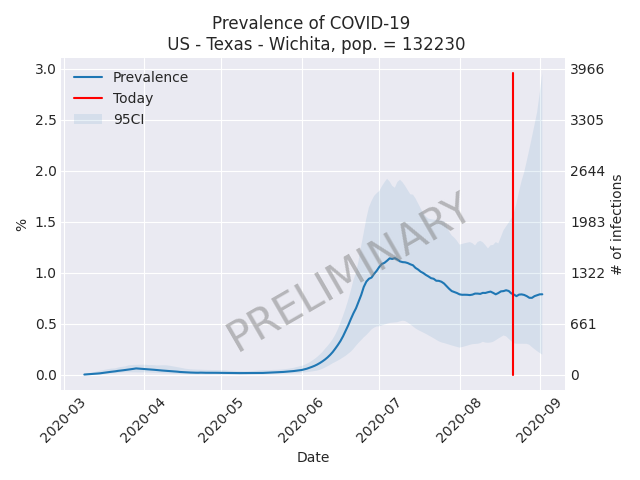 Prevalence of COVID-19
US - Texas - Wichita, pop. = 132230
Prevalence
Today
95CI
3.0
2.5
2.0
1.5
1.0
0.5
0.0
%
3966
3305
2644
1983
1322
661
0
# of infections
PRELIMINARY
2020-03
2020-04
2020-05
2020-06
2020-07
2020-08
2020-09
Date